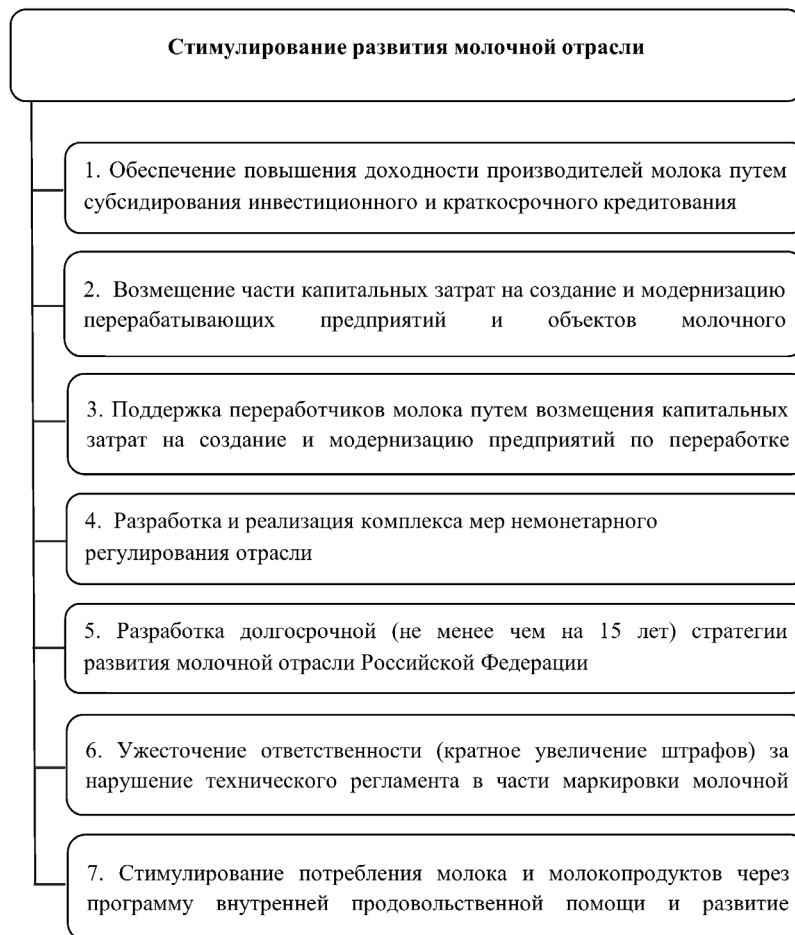 Стимулирование развития молочной отрасли
1. Обеспечение повышения доходности производителей молока путем
субсидирования инвестиционного и краткосрочного кредитования
2. Возмещение части капитальных затрат на создание и модернизацию
перерабатывающих предприятий и объектов молочного
3. Поддержка переработчиков молока путем возмещения капитальных
затрат на создание и модернизацию предприятий по переработке
4. Разработка и реализация комплекса мер немонетарного
регулирования отрасли
5. Разработка долгосрочной (не менее чем на 15 лет) стратегии
развития молочной отрасли Российской Федерации
6. Ужесточение ответственности (кратное увеличение штрафов) за
нарушение технического регламента в части маркировки молочной
7. Стимулирование потребления молока и молокопродуктов через
программу внутренней продовольственной помощи и развитие